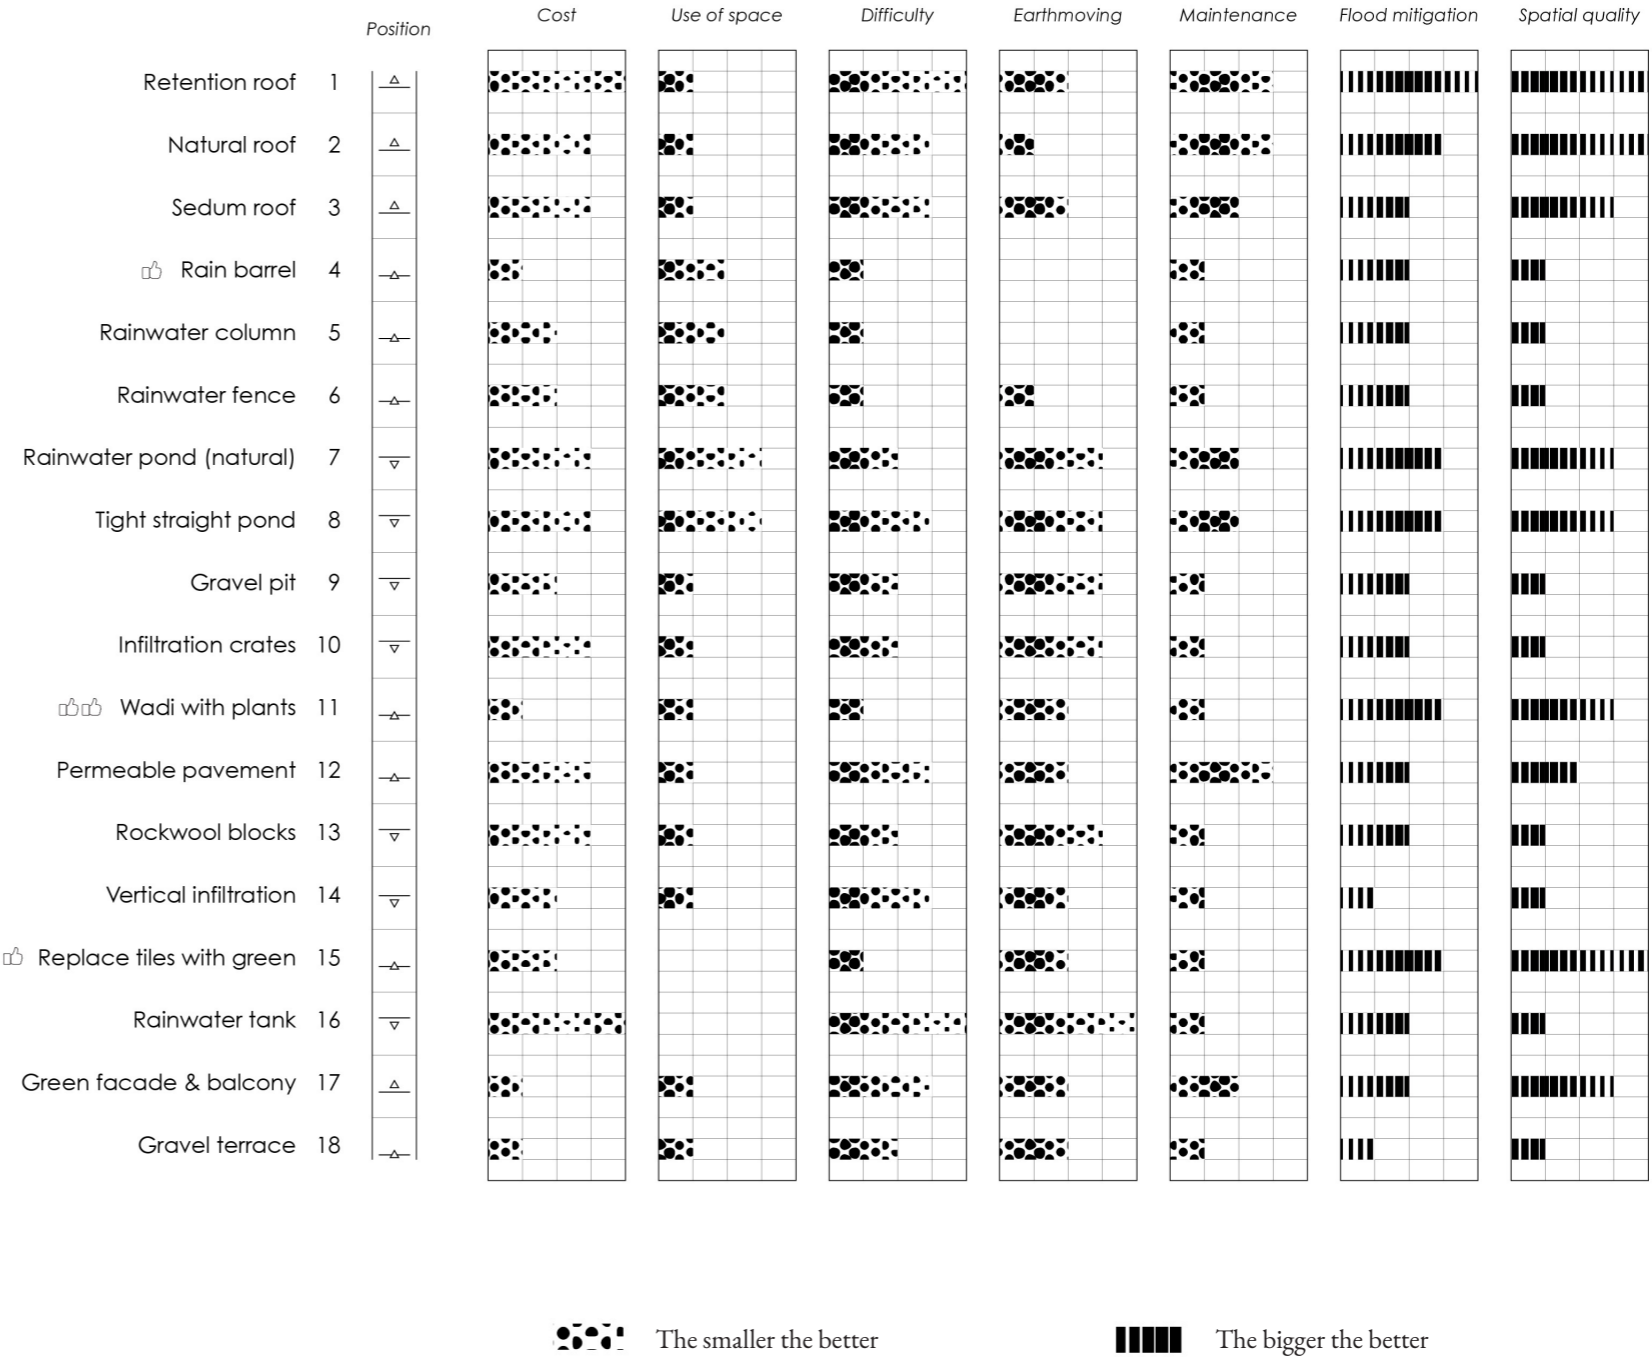 Position Cost Use of space Difficulty Earthmoving Maintenance Flood mitigation Spatial quality
Retention roof 1
Natural roof 2
Sedum roof 3
Rain barrel 4
Rainwater column 5
Rainwater fence 6
Rainwater pond (natural) 7
Tight straight pond 8
Gravel pit 9
Infiltration crates 10
Wadi with plants 11
Permeable pavement 12
Rockwool blocks 13
Vertical infiltration 14
Replace tiles with green 15
Rainwater tank 16
Green facade & balcony 17
Gravel terrace 18
The smaller the better The bigger the better